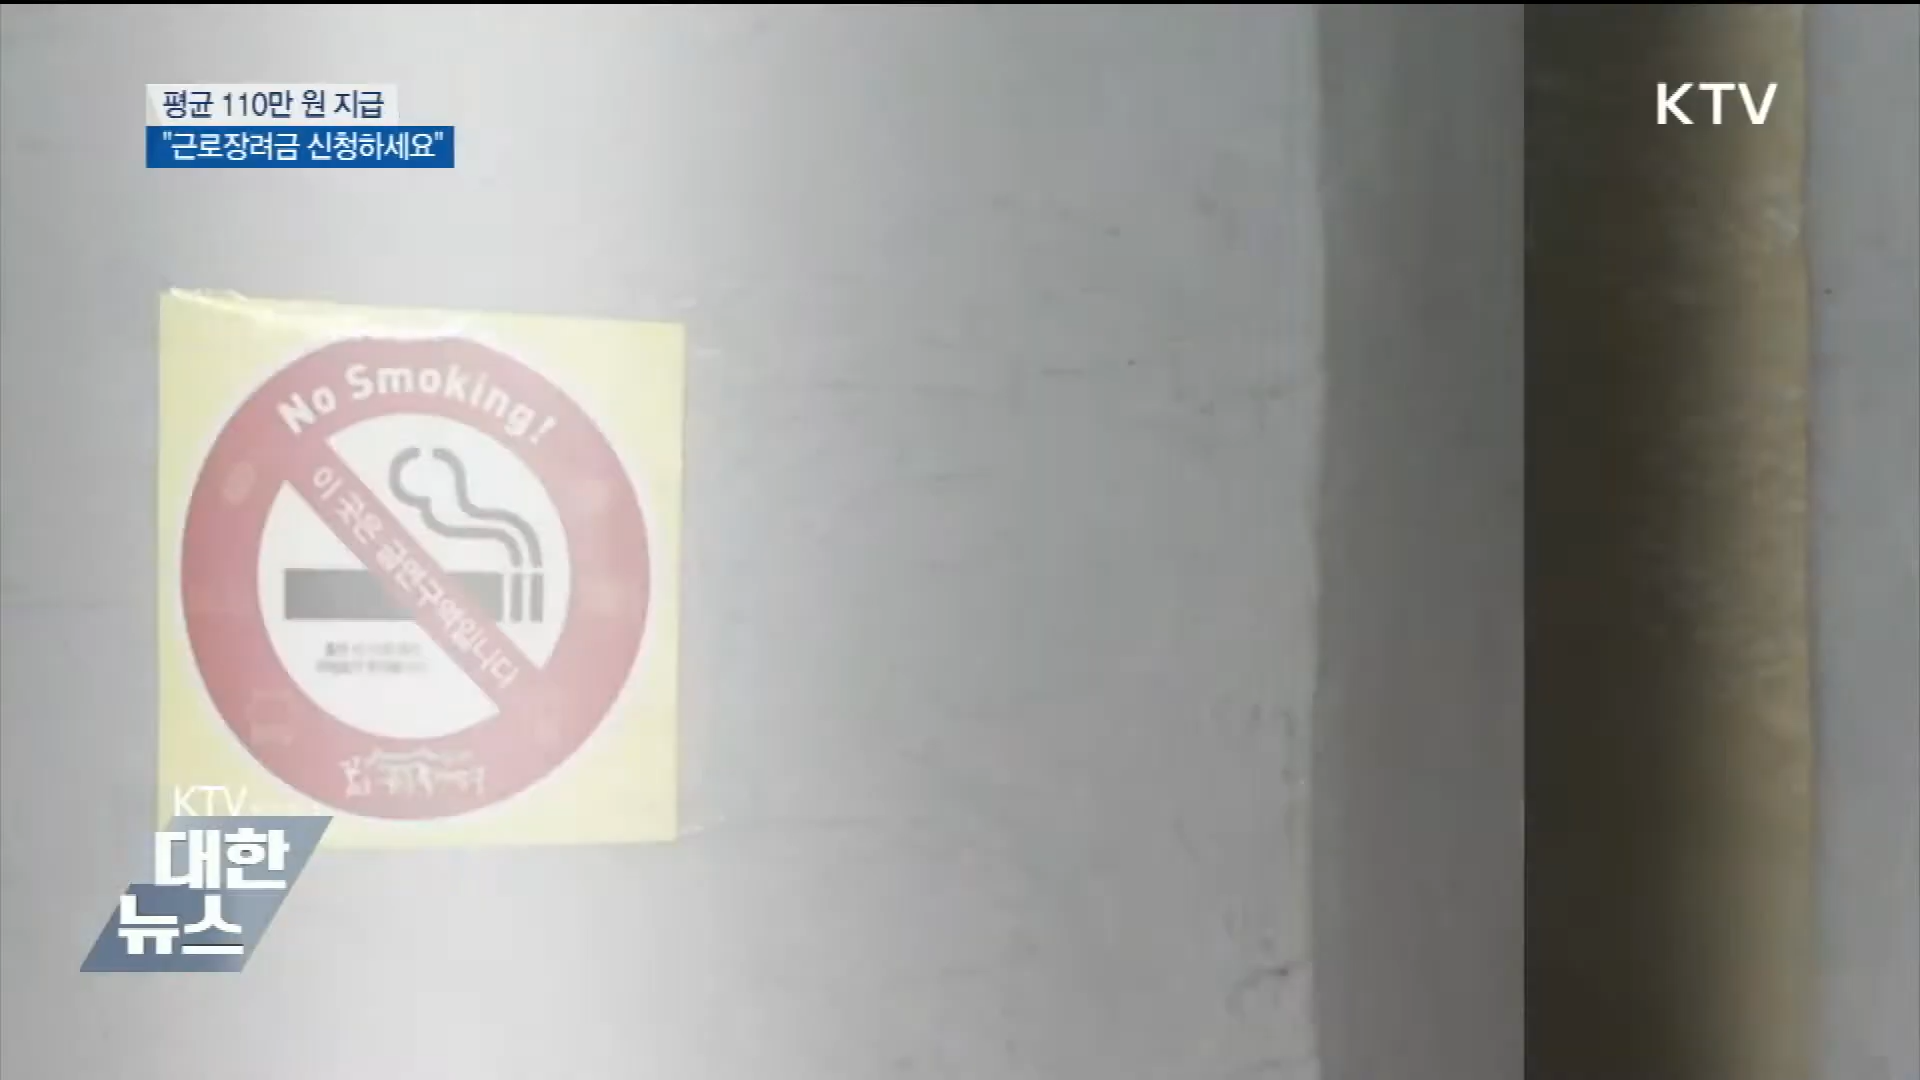 평균 110만 원 지급
"근로장려금 신청하세요"
KTV
No Smoking!
이 곳은 금연구역입니다
KTV
대한
뉴스